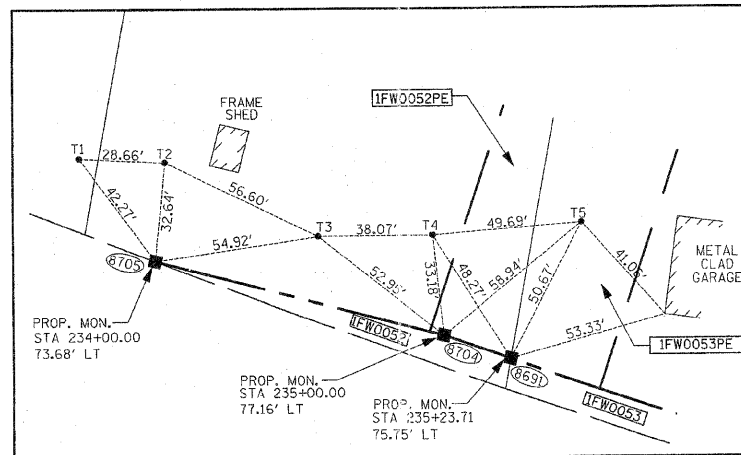 1FW0052PE
FRAME
SHED
T1
28.66'
T2
42.27'
32.64'
56.60'
54.92'
T3
38.07'
T4
49.69'
T5
52.95'
33.18'
48.27'
58.94'
50.67'
41.06'
53.33'
METAL
CLAD
GARAGE
8705
PROP. MON.
STA 234+00.00
73.68' LT
1FW0052
8704
PROP. MON.
STA 235+00.00
77.16' LT
8691
PROP. MON.
STA 235+23.71
75.75' LT
1FW0053PE
1FW0053